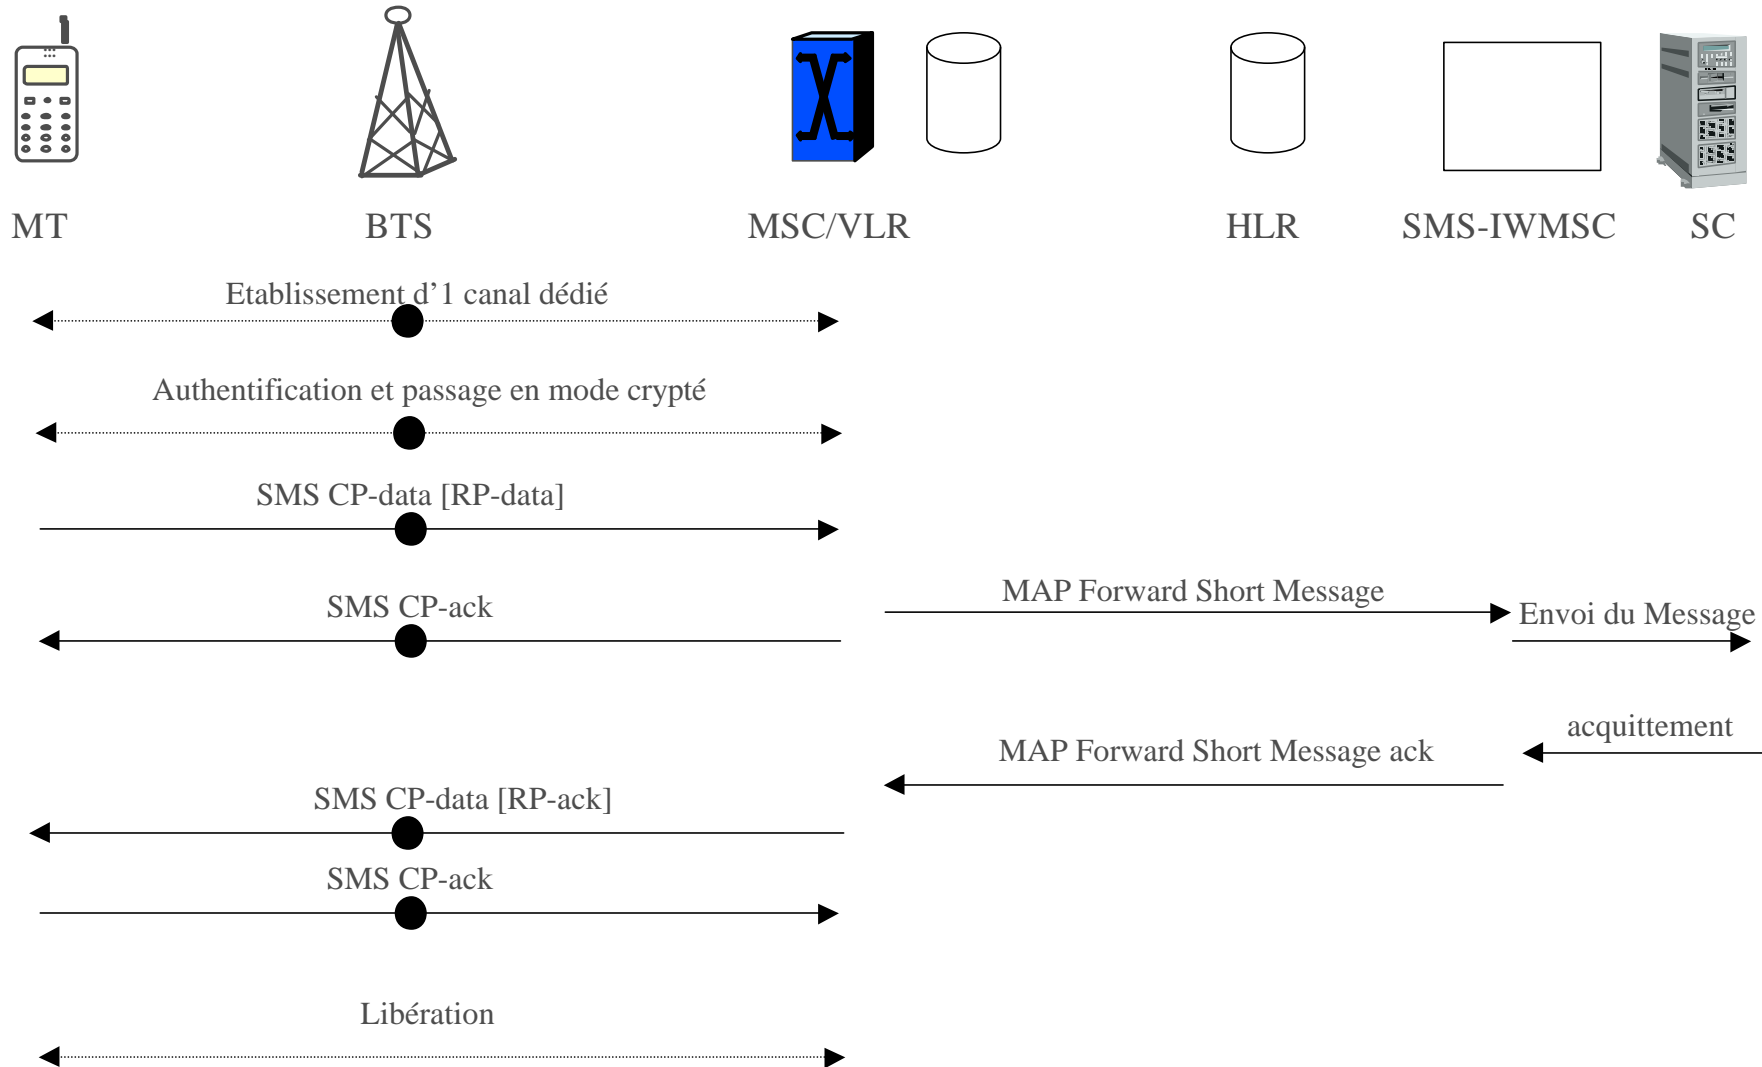 MT
BTS
MSC/VLR
HLR
SMS-IWMSC
SC
Etablissement d’1 canal dédié
Authentification et passage en mode crypté
SMS CP-data [RP-data]
MAP Forward Short Message
SMS CP-ack
Envoi du Message
acquittement
MAP Forward Short Message ack
SMS CP-data [RP-ack]
SMS CP-ack
Libération